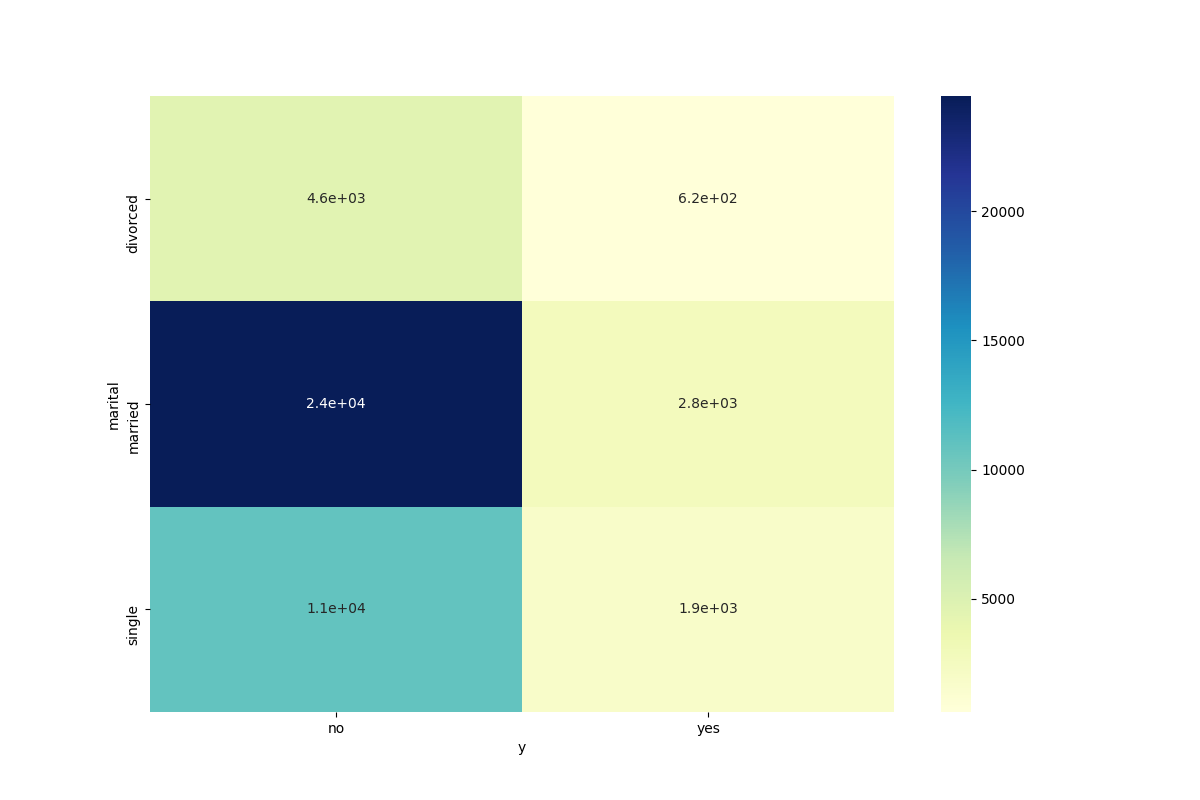 divorced
4.6e+03
6.2e+02
20000
15000
marital
married
2.4e+04
2.8e+03
10000
5000
single
1.1e+04
1.9e+03
no
yes
y